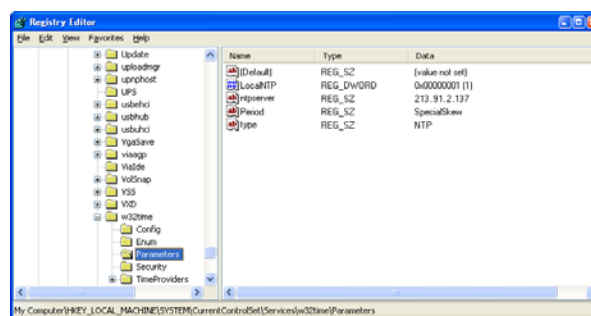 Registry Editor
File Edit View Favorites Help
Update
uploadmgr
upnphost
UPS
usbehci
usbhub
usbuhci
VgaSave
viaagp
ViaIde
VolSnap
VSS
VXD
w32time
Config
Enum
Parameters
Security
TimeProviders
Name Type Data
(Default) REG_SZ (value not set)
LocalNTP REG_DWORD 0x00000001 (1)
ntpserver REG_SZ 213.91.2.137
Period REG_SZ SpecialSkew
type REG_SZ NTP
My Computer\HKEY_LOCAL_MACHINE\SYSTEM\CurrentControlSet\Services\w32time\Parameters